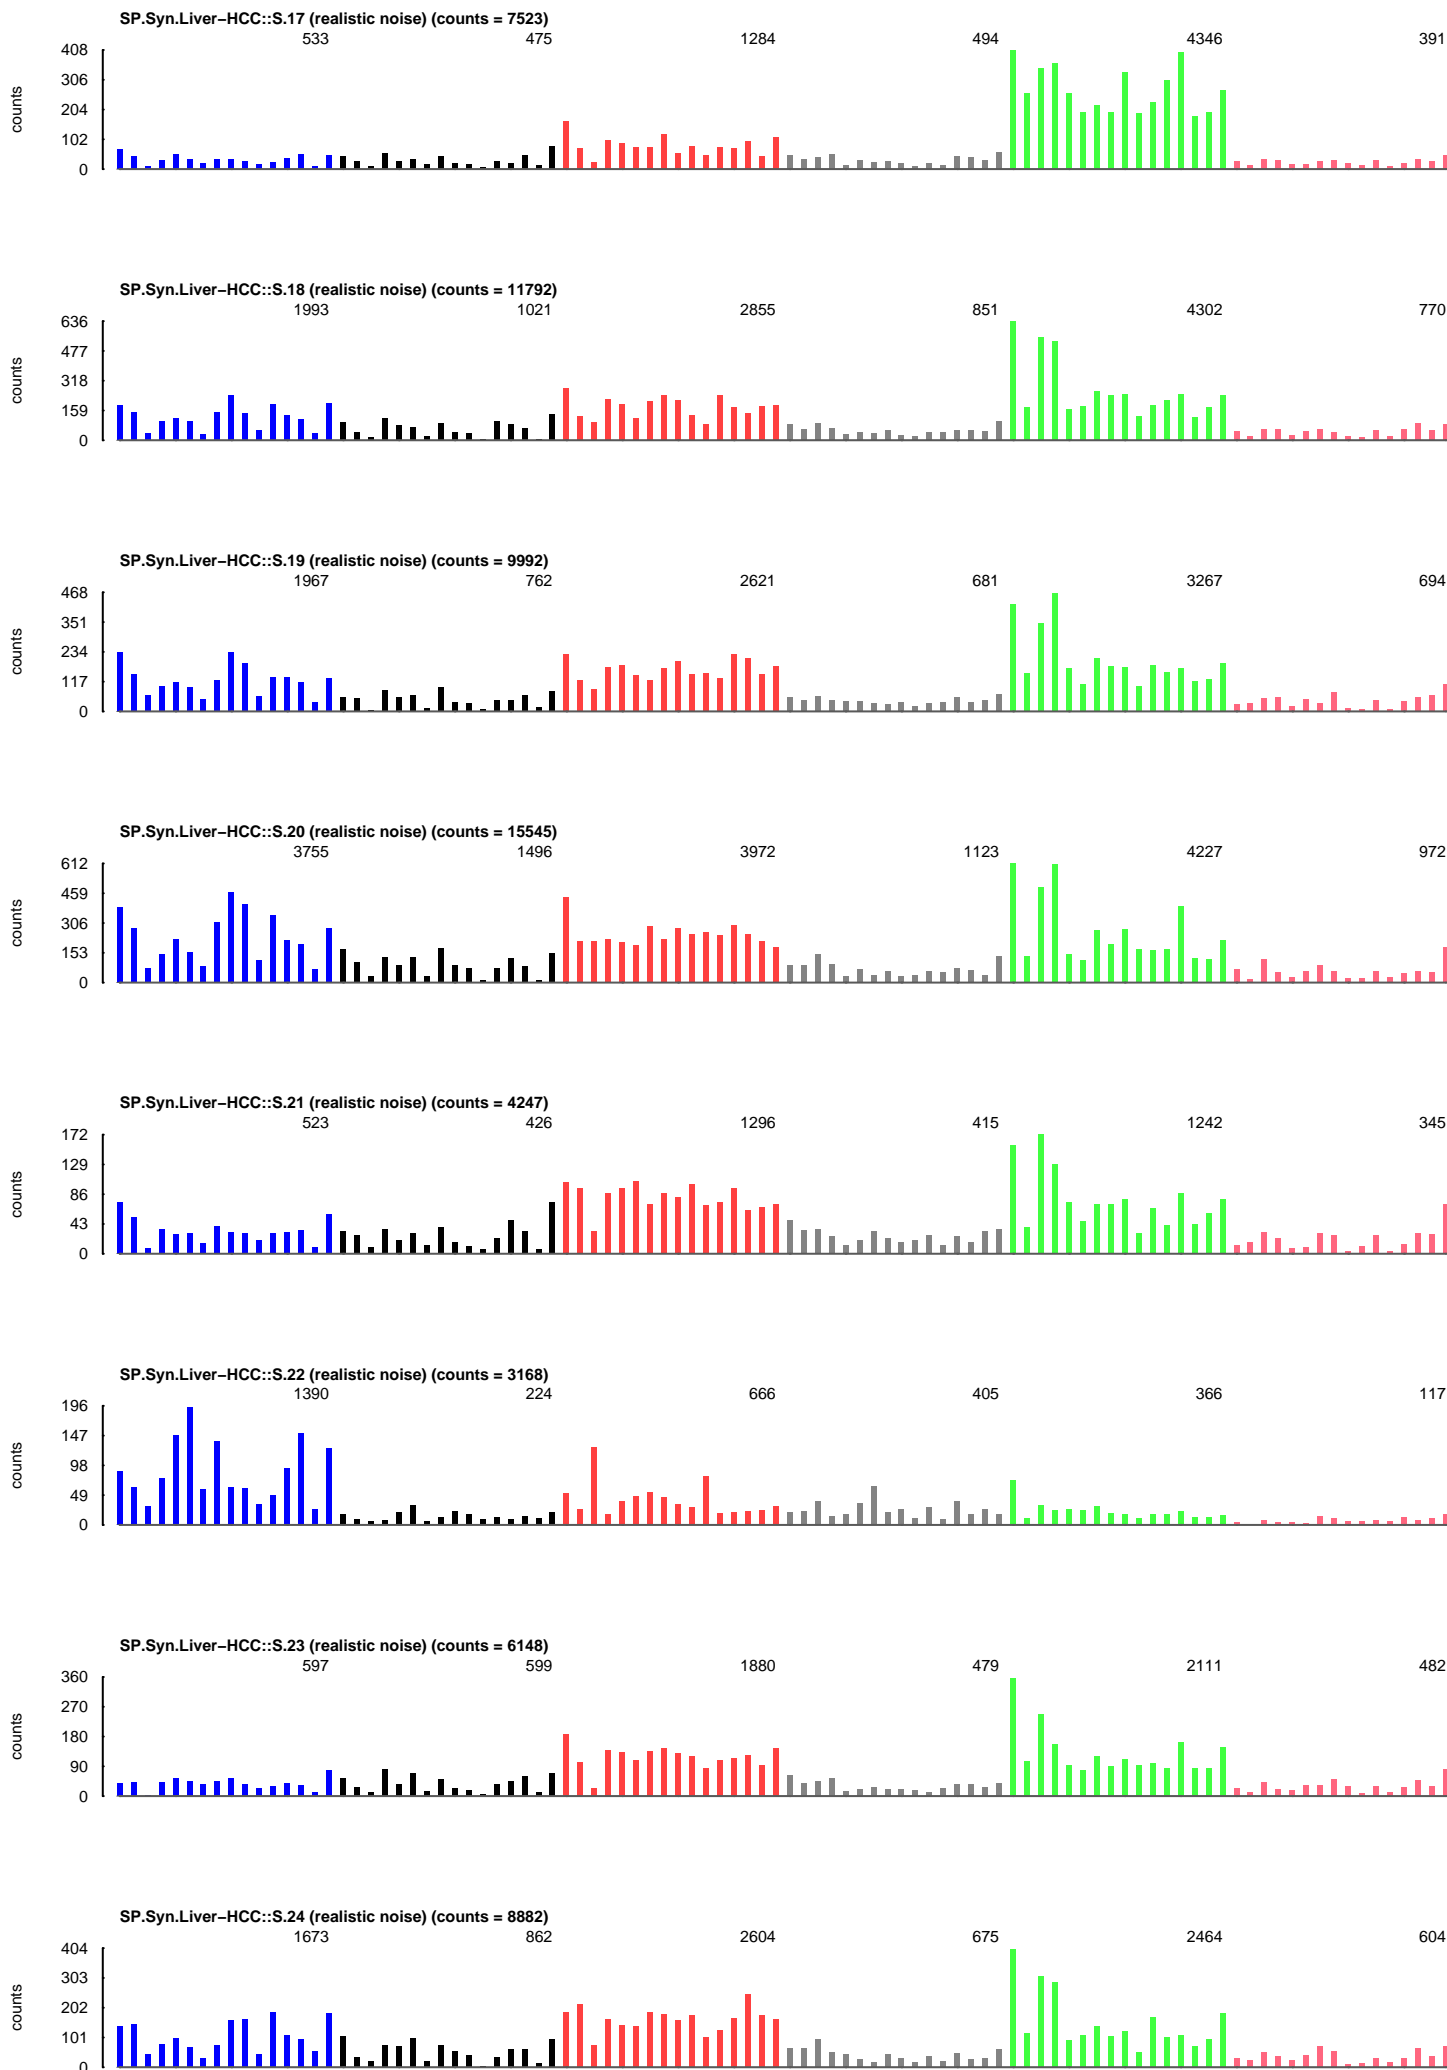 SP.Syn.Liver−HCC::S.17 (realistic noise) (counts = 7523)
533 475 1284 494 4346 391
408
306
204
102
0
counts
SP.Syn.Liver−HCC::S.18 (realistic noise) (counts = 11792)
1993 1021 2855 851 4302 770
636
477
318
159
0
counts
SP.Syn.Liver−HCC::S.19 (realistic noise) (counts = 9992)
1967 762 2621 681 3267 694
468
351
234
117
0
counts
SP.Syn.Liver−HCC::S.20 (realistic noise) (counts = 15545)
3755 1496 3972 1123 4227 972
612
459
306
153
0
counts
SP.Syn.Liver−HCC::S.21 (realistic noise) (counts = 4247)
523 426 1296 415 1242 345
172
129
86
43
0
counts
SP.Syn.Liver−HCC::S.22 (realistic noise) (counts = 3168)
1390 224 666 405 366 117
196
147
98
49
0
counts
SP.Syn.Liver−HCC::S.23 (realistic noise) (counts = 6148)
597 599 1880 479 2111 482
360
270
180
90
0
counts
SP.Syn.Liver−HCC::S.24 (realistic noise) (counts = 8882)
1673 862 2604 675 2464 604
404
303
202
101
0
counts